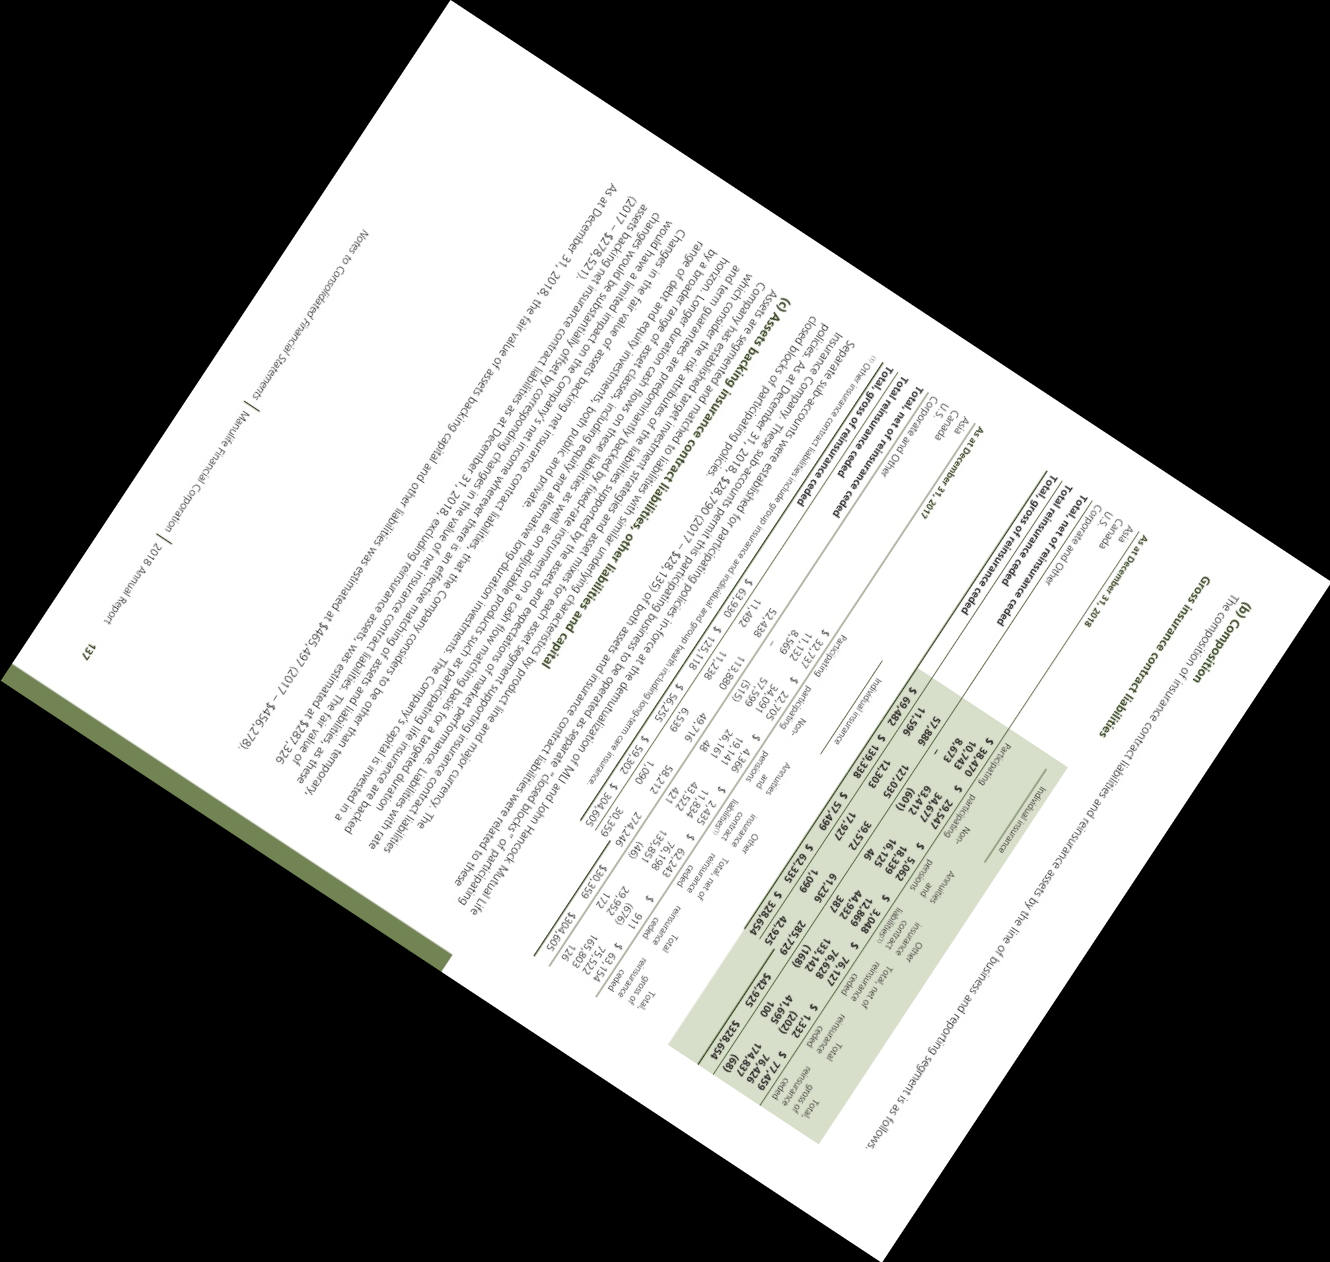 (b) Composition
The composition of insurance contract liabilities and reinsurance assets by the line of business and reporting segment is as follows.
Gross insurance contract liabilities
Individual insurance
As at December 31, 2018 Participating Non-participating Annuities and pensions Other insurance contract liabilities(1) Total, net of reinsurance ceded Total reinsurance ceded Total, gross of reinsurance ceded
Asia $ 38,470 $ 29,547 $ 5,062 $ 3,048 $ 76,127 $ 1,332 $ 77,459
Canada 10,743 34,677 18,339 12,869 76,628 (202) 76,426
U.S. 8,673 63,412 16,125 44,932 133,142 41,695 174,837
Corporate and Other – (601) 46 387 (168) 100 (68)
Total, net of reinsurance ceded 57,886 127,035 39,572 61,236 285,729 $42,925 $328,654
Total reinsurance ceded 11,596 12,303 17,927 1,099 42,925
Total, gross of reinsurance ceded $ 69,482 $ 139,338 $ 57,499 $ 62,335 $ 328,654
Individual insurance
As at December 31, 2017 Participating Non-participating Annuities and pensions Other insurance contract liabilities(1) Total, net of reinsurance ceded Total reinsurance ceded Total, gross of reinsurance ceded
Asia $ 32,737 $ 22,705 $ 4,366 $ 2,435 $ 62,243 $ 911 $ 63,154
Canada 11,132 34,091 19,141 11,834 76,198 (676) 75,522
U.S. 8,569 57,599 26,161 43,522 135,851 29,952 165,803
Corporate and Other – (515) 48 421 (46) 172 126
Total, net of reinsurance ceded 52,438 113,880 49,716 58,212 274,246 $30,359 $304,605
Total reinsurance ceded 11,492 11,238 6,539 1,090 30,359
Total, gross of reinsurance ceded $ 63,930 $ 125,118 $ 56,255 $ 59,302 $ 304,605
(1) Other insurance contract liabilities include group insurance and individual and group health including long-term care insurance.
Separate sub-accounts were established for participating policies in-force at the demutualization of MLI and John Hancock Mutual Life
Insurance Company. These sub-accounts permit this participating business to be operated as separate “closed blocks” of participating
policies. As at December 31, 2018, $28,790 (2017 – $28,135) of both assets and insurance contract liabilities were related to these
closed blocks of participating policies.
(c) Assets backing insurance contract liabilities, other liabilities and capital
Assets are segmented and matched to liabilities with similar underlying characteristics by product line and major currency. The
Company has established target investment strategies and asset mixes for each asset segment supporting insurance contract liabilities
which consider the risk attributes of the liabilities supported by the assets and expectations of market performance. Liabilities with rate
and term guarantees are predominantly backed by fixed-rate instruments on a cash flow matching basis for a targeted duration
horizon. Longer duration cash flows on these liabilities as well as on adjustable products such as participating life insurance are backed
by a broader range of asset classes, including equity and alternative long-duration investments. The Company’s capital is invested in a
range of debt and equity investments, both public and private.
Changes in the fair value of assets backing net insurance contract liabilities, that the Company considers to be other than temporary,
would have a limited impact on the Company’s net income wherever there is an effective matching of assets and liabilities, as these
changes would be substantially offset by corresponding changes in the value of net insurance contract liabilities. The fair value of
assets backing net insurance contract liabilities as at December 31, 2018, excluding reinsurance assets, was estimated at $287,326
(2017 – $278,521).
As at December 31, 2018, the fair value of assets backing capital and other liabilities was estimated at $465,497 (2017 – $456,278).
Notes to Consolidated Financial Statements | Manulife Financial Corporation | 2018 Annual Report 137